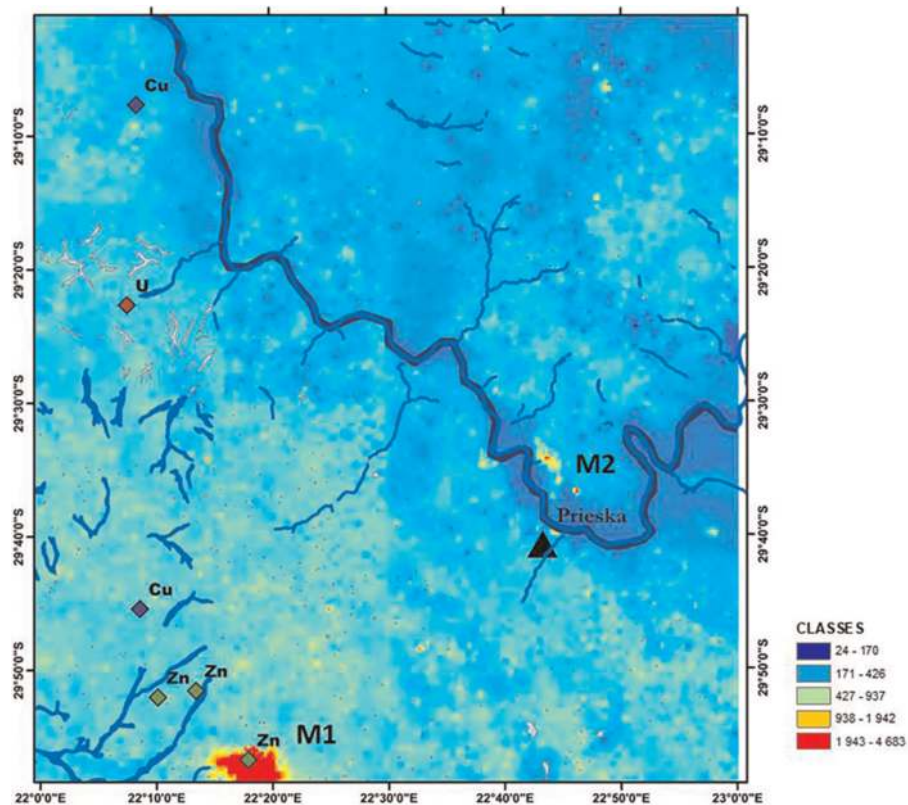 Cu
29°10'0"S
29°10'0"S
29°20'0"S
U
29°20'0"S
29°30'0"S
29°30'0"S
M2
Prieska
29°40'0"S
29°40'0"S
Cu
CLASSES
24 - 170
171 - 426
427 - 937
938 - 1 942
1 943 - 4 683
29°50'0"S
29°50'0"S
Zn
Zn
Zn
M1
22°0'0"E
22°10'0"E
22°20'0"E
22°30'0"E
22°40'0"E
22°50'0"E
23°0'0"E